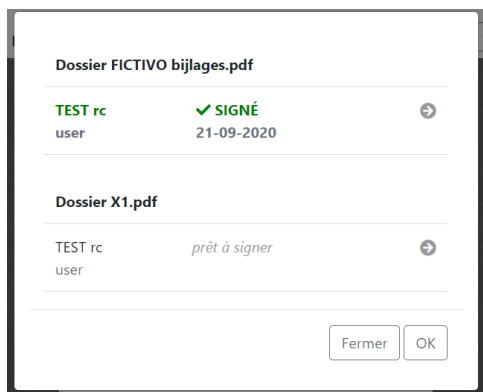 Dossier FICTIVO bijlages.pdf
TEST rc ✔ SIGNÉ
user 21-09-2020
Dossier X1.pdf
TEST rc prêt à signer
user
Fermer OK